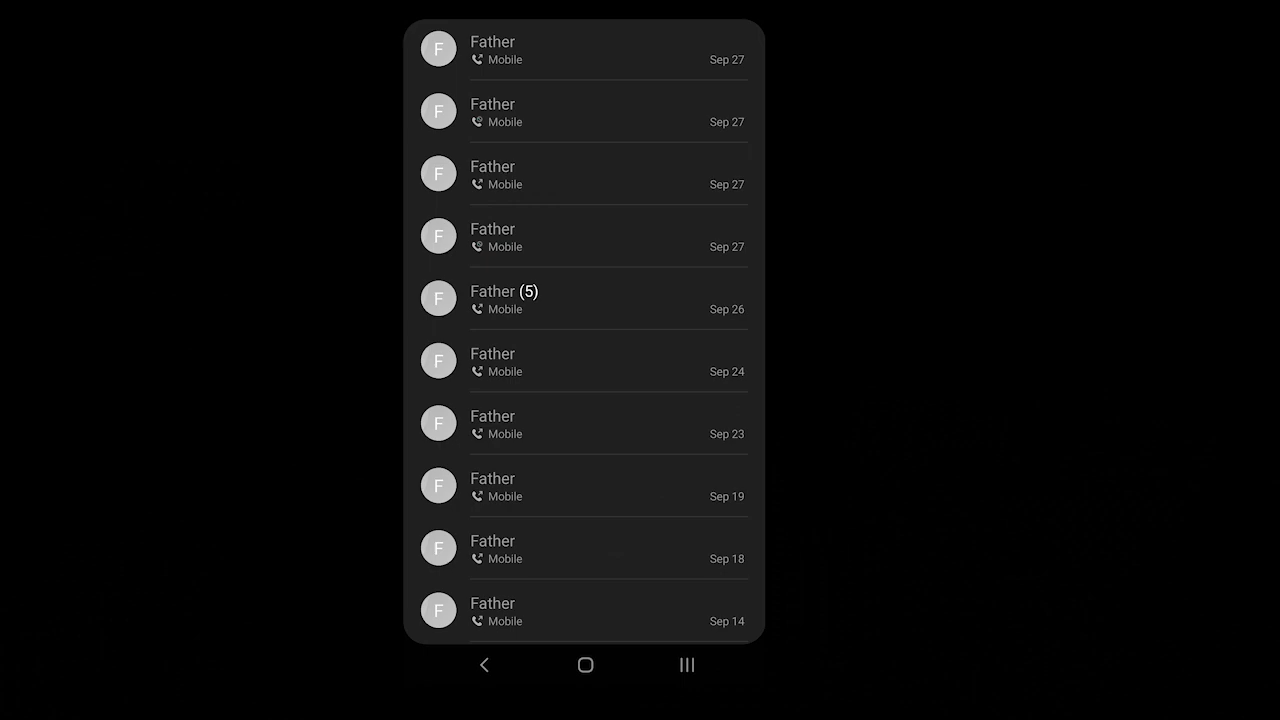 F
Father
Mobile
Sep 27
F
Father
Mobile
Sep 27
F
Father
Mobile
Sep 27
F
Father
Mobile
Sep 27
F
Father (5)
Mobile
Sep 26
F
Father
Mobile
Sep 24
F
Father
Mobile
Sep 23
F
Father
Mobile
Sep 19
F
Father
Mobile
Sep 18
F
Father
Mobile
Sep 14